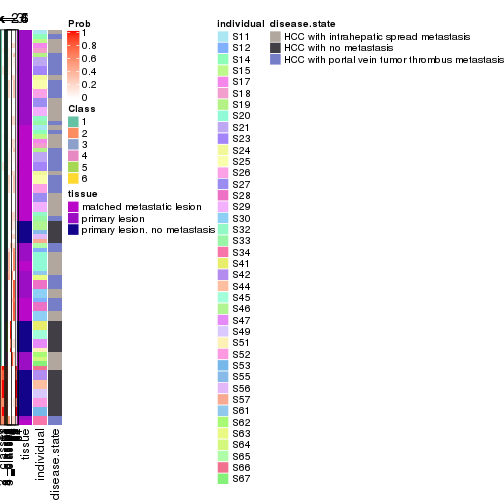 Prob
1
0.8
0.6
0.4
0.2
0
Class
1
2
3
4
5
6
tissue
matched metastatic lesion
primary lesion
primary lesion. no metastasis
individual
S11
S12
S14
S15
S17
S18
S19
S20
S21
S23
S24
S25
S26
S27
S28
S29
S30
S32
S33
S34
S41
S42
S44
S45
S46
S47
S49
S51
S52
S53
S55
S56
S57
S61
S62
S63
S64
S65
S66
S67
disease.state
HCC with intrahepatic spread metastasis
HCC with no metastasis
HCC with portal vein tumor thrombus metastasis
tissue
individual
disease.state